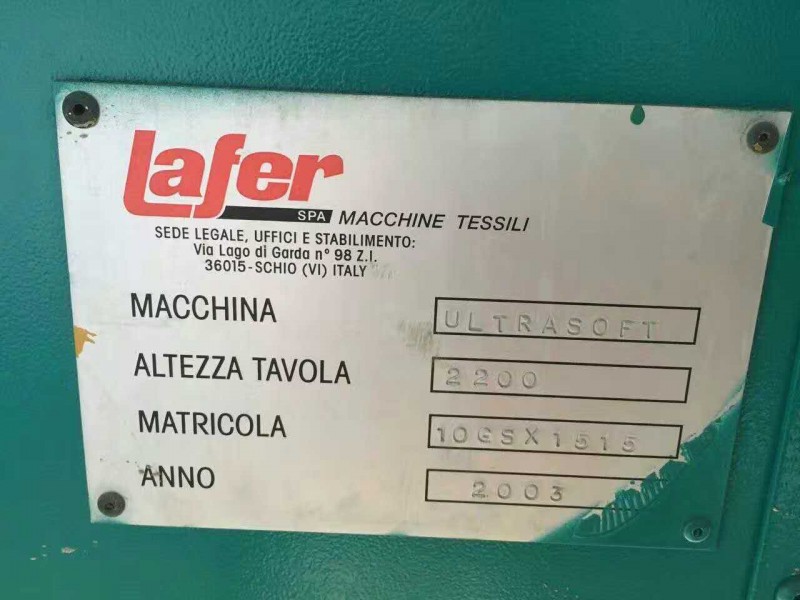 Lafer
SPA MACCHINE TESSILI
SEDE LEGALE, UFFICI E STABILIMENTO:
Via Lago di Garda n° 98 Z.I.
36015-SCHIO (VI) ITALY
MACCHINA ULTRASOFT
ALTEZZA TAVOLA 2200
MATRICOLA 10GSX1515
ANNO 2003